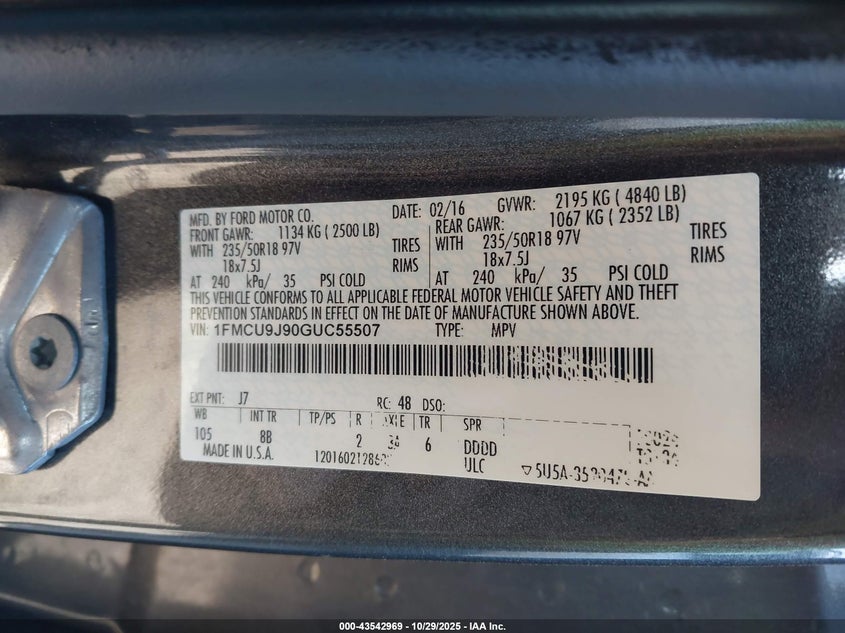 MFD. BY FORD MOTOR CO. DATE: 02/16 GVWR: 2195 KG ( 4840 LB)
FRONT GAWR: 1134 KG ( 2500 LB) REAR GAWR: 1067 KG ( 2352 LB)
WITH 235/50R18 97V TIRES WITH 235/50R18 97V TIRES
18x7.5J RIMS 18x7.5J RIMS
AT 240 kPa/ 35 PSI COLD AT 240 kPa/ 35 PSI COLD
THIS VEHICLE CONFORMS TO ALL APPLICABLE FEDERAL MOTOR VEHICLE SAFETY AND THEFT
PREVENTION STANDARDS IN EFFECT ON THE DATE OF MANUFACTURE SHOWN ABOVE.
VIN: 1FMCU9J90GUC55507 TYPE: MPV
EXT PNT: J7 RC: 48 DSO:
WB INT TR TP/PS R AXLE TR SPR
105 8B 2 6 DDDD
MADE IN U.S.A. ULC
000-43542969 | 10/29/2025 | IAA Inc.